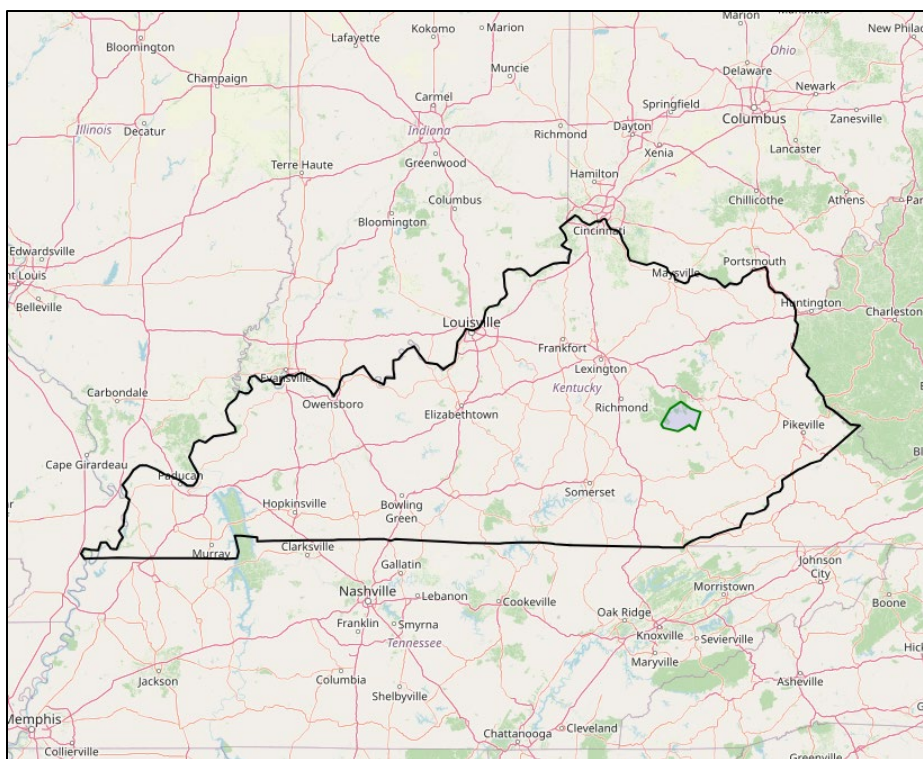 Kokomo
Marion
Marion
Mansfield
New Phila
Bloomington
Lafayette
Ohio
Muncie
Delaware
Champaign
Newark
Carmel
Springfield
Illinois
Decatur
Indiana
Richmond
Dayton
Columbus
Zanesville
Greenwood
Xenia
Lancaster
Terre Haute
Hamilton
Columbus
Chillicothe
Athens
Par
Bloomington
Edwardsville
Cincinnati
nt Louis
Portsmouth
Maysville
Belleville
Huntington
Charleston
Louisville
Frankfort
Lexington
Evansville
Kentucky
Carbondale
Owensboro
Richmond
Elizabethtown
Pikeville
Cape Girardeau
Paducah
Somerset
Hopkinsville
Bowling
Green
Murray
Clarksville
Johnson
City
Gallatin
Morristown
Nashville
Lebanon
Cookeville
Boone
Oak Ridge
Franklin
Smyrna
Knoxville
Sevierville
Tennessee
Hick
Maryville
Jackson
Columbia
Asheville
Shelbyville
Memphis
Cleveland
Chattanooga
Collierville
Greenville